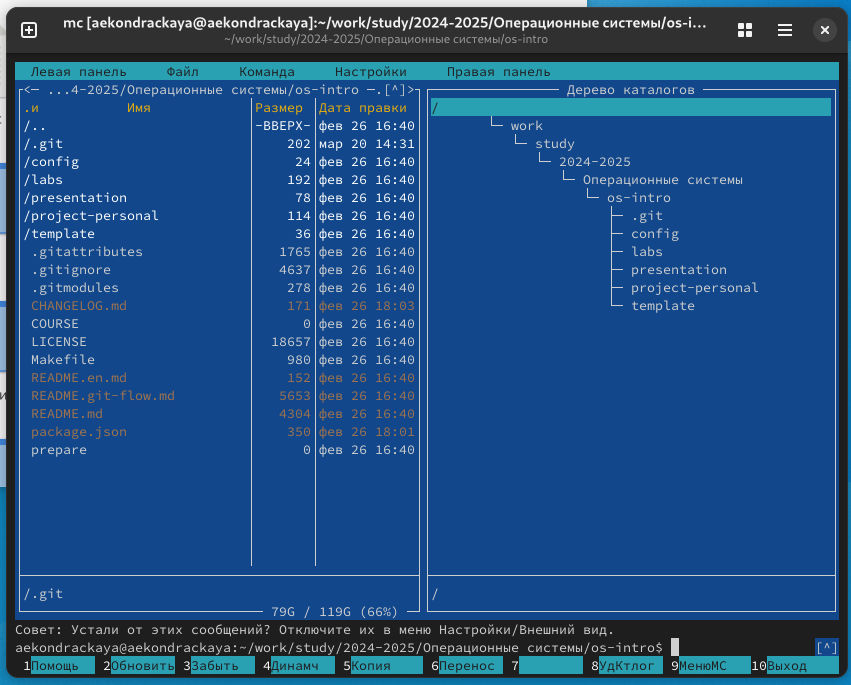 mc [aekondrackaya@aekondrackaya]:~/work/study/2024-2025/Операционные системы/os-i...
~/work/study/2024-2025/Операционные системы/os-intro
Левая панель Файл Команда Настройки Правая панель
<─ ...4-2025/Операционные системы/os-intro ─.[^]>
.и Имя Размер Дата правки
/.. -ВВЕРХ- фев 26 16:40
/.git 202 мар 20 14:31
/config 24 фев 26 16:40
/labs 192 фев 26 16:40
/presentation 78 фев 26 16:40
/project-personal 114 фев 26 16:40
/template 36 фев 26 16:40
.gitattributes 1765 фев 26 16:40
.gitignore 4637 фев 26 16:40
.gitmodules 278 фев 26 16:40
CHANGELOG.md 171 фев 26 18:03
COURSE 0 фев 26 16:40
LICENSE 18657 фев 26 16:40
Makefile 980 фев 26 16:40
README.en.md 152 фев 26 16:40
README.git-flow.md 5653 фев 26 16:40
README.md 4304 фев 26 16:40
package.json 350 фев 26 18:01
prepare 0 фев 26 16:40
/.git
79G / 119G (66%)
Дерево каталогов
/
work
study
2024-2025
Операционные системы
os-intro
.git
config
labs
presentation
project-personal
template
/
Совет: Устали от этих сообщений? Отключите их в меню Настройки/Внешний вид.
aekondrackaya@aekondrackaya:~/work/study/2024-2025/Операционные системы/os-intro$ [^]
1Помощь 2Обновить 3Забыть 4Динамч 5Копия 6Перенос 7 8УдКтлог 9МенюМС 10Выход